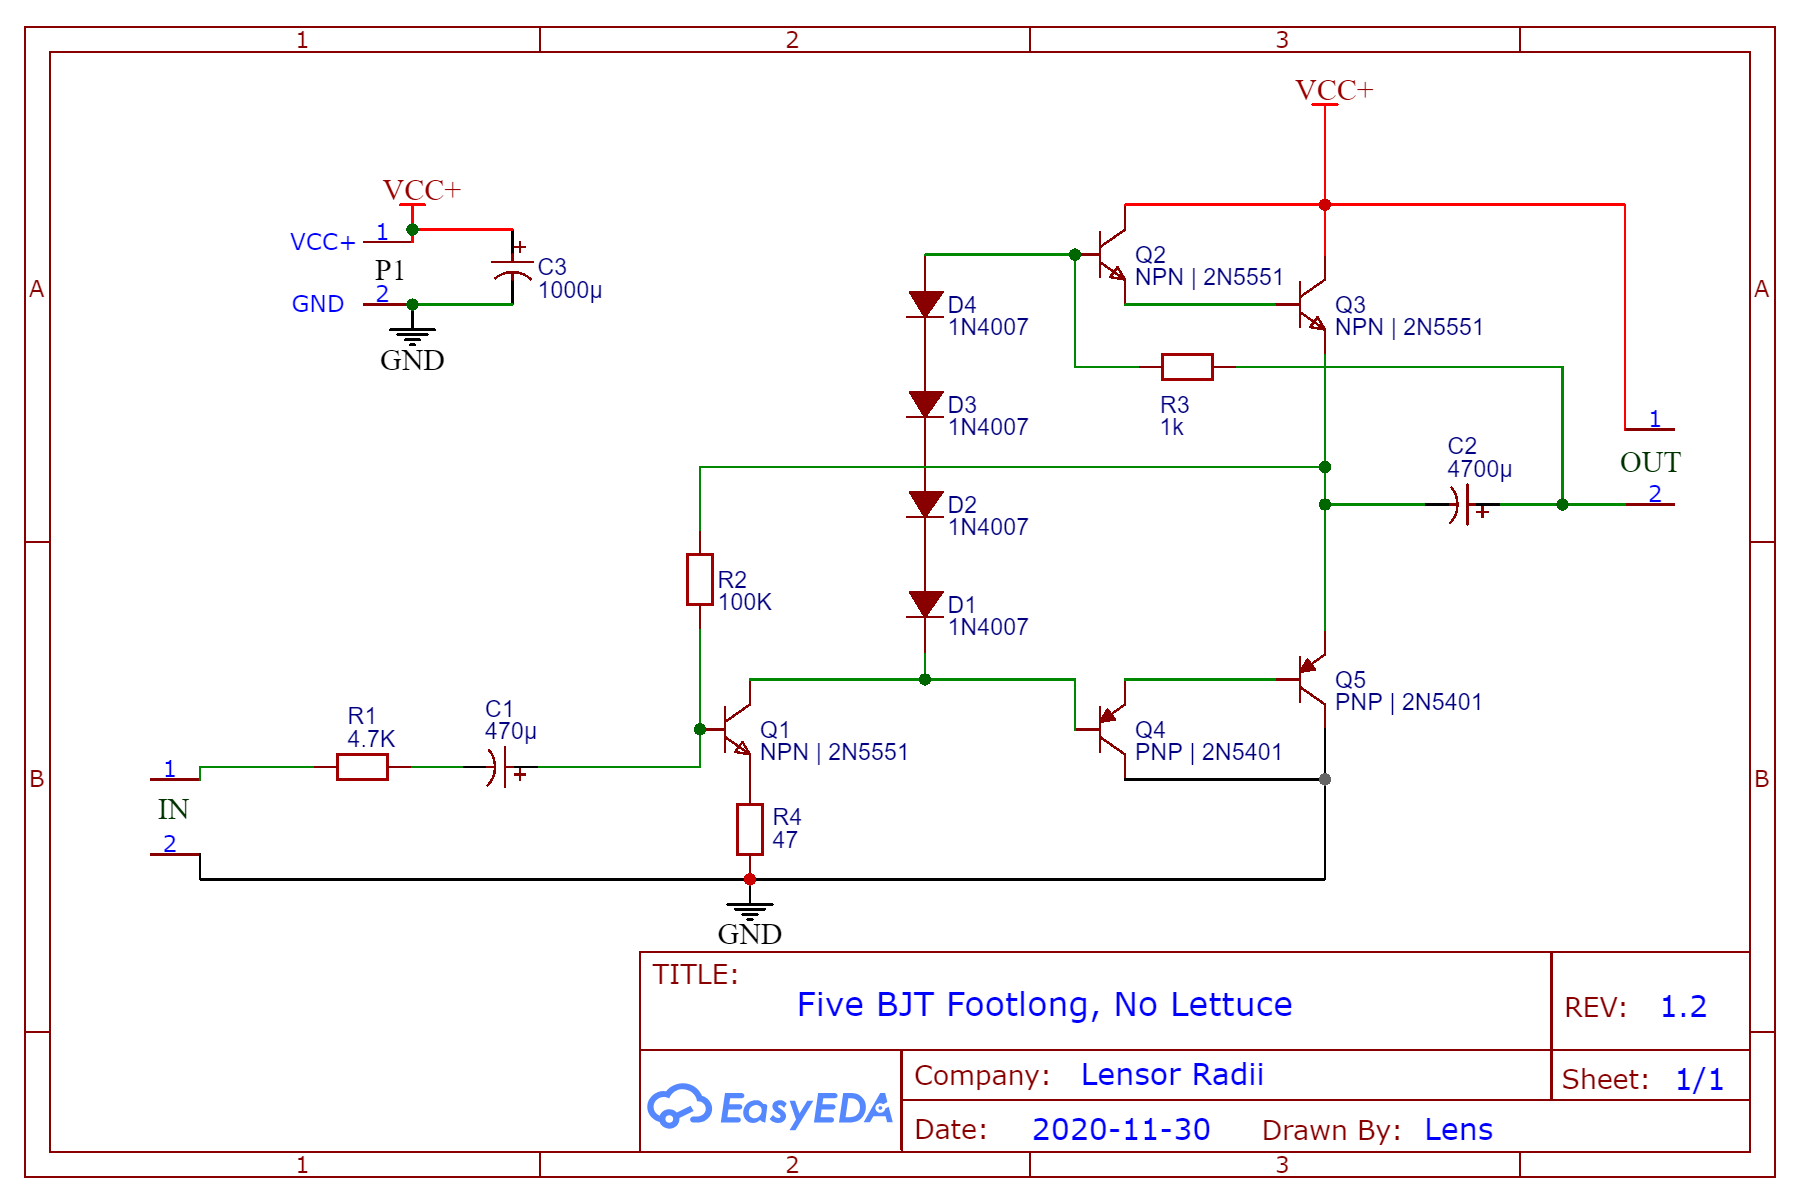 1
2
3
A
A
B
B
VCC+
VCC+
VCC+
1
P1
GND
2
C3
1000µ
GND
Q2
NPN | 2N5551
Q3
NPN | 2N5551
D4
1N4007
D3
1N4007
R3
1k
1
OUT
2
C2
4700µ
D2
1N4007
R2
100K
D1
1N4007
Q5
PNP | 2N5401
R1
4.7K
C1
470µ
Q1
NPN | 2N5551
Q4
PNP | 2N5401
1
IN
2
R4
47
GND
TITLE:
Five BJT Footlong, No Lettuce
REV: 1.2
EasyEDA
Company: Lensor Radii
Sheet: 1/1
Date: 2020-11-30
Drawn By: Lens
1
2
3